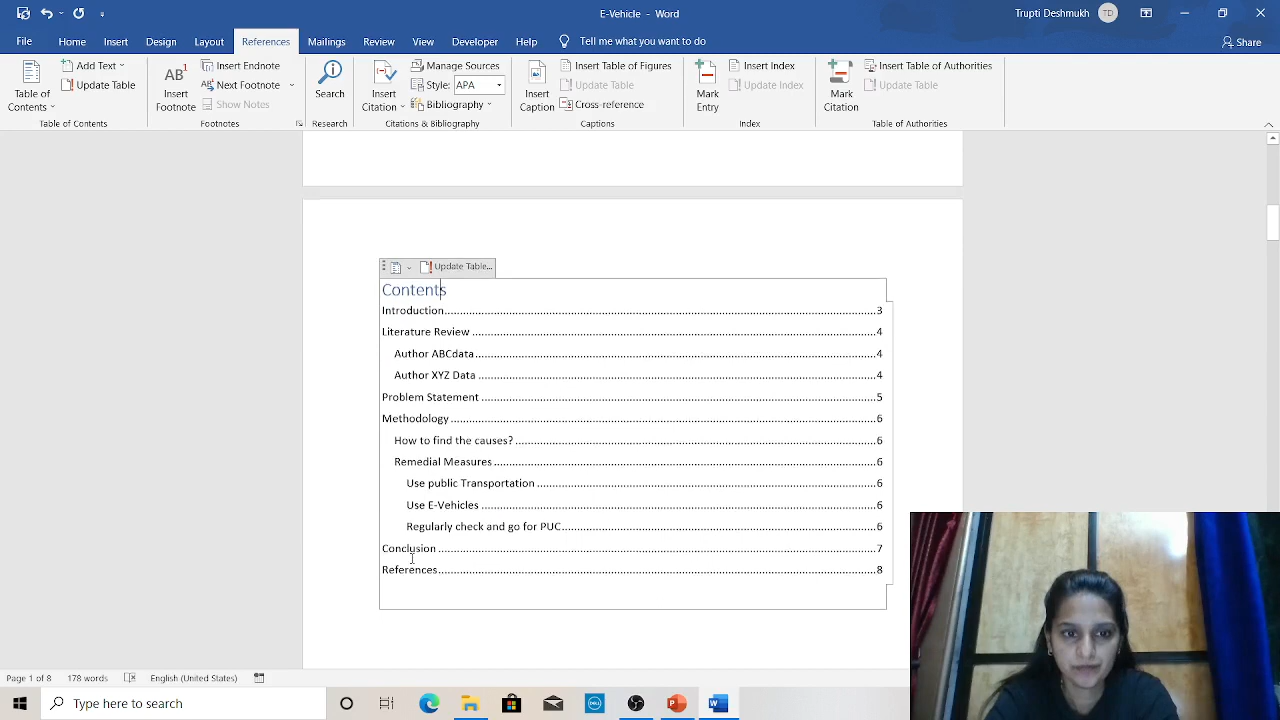 E-Vehicle - Word
Trupti Deshmukh TD
File Home Insert Design Layout References Mailings Review View Developer Help Tell me what you want to do Share
Table of Contents
Add Text
Update Table
Table of Contents
AB1
Insert Footnote
Insert Endnote
Next Footnote
Show Notes
Footnotes
Search
Research
Insert Citation
Manage Sources
Style: APA
Bibliography
Citations & Bibliography
Insert Caption
Insert Table of Figures
Update Table
Cross-reference
Captions
Mark Entry
Insert Index
Update Index
Index
Mark Citation
Insert Table of Authorities
Update Table
Table of Authorities
Update Table...
Contents
Introduction 3
Literature Review 4
Author ABCdata 4
Author XYZ Data 4
Problem Statement 5
Methodology 6
How to find the causes? 6
Remedial Measures 6
Use public Transportation 6
Use E-Vehicles 6
Regularly check and go for PUC 6
Conclusion 7
References 8
Page 1 of 8 178 words English (United States)
Type here to search